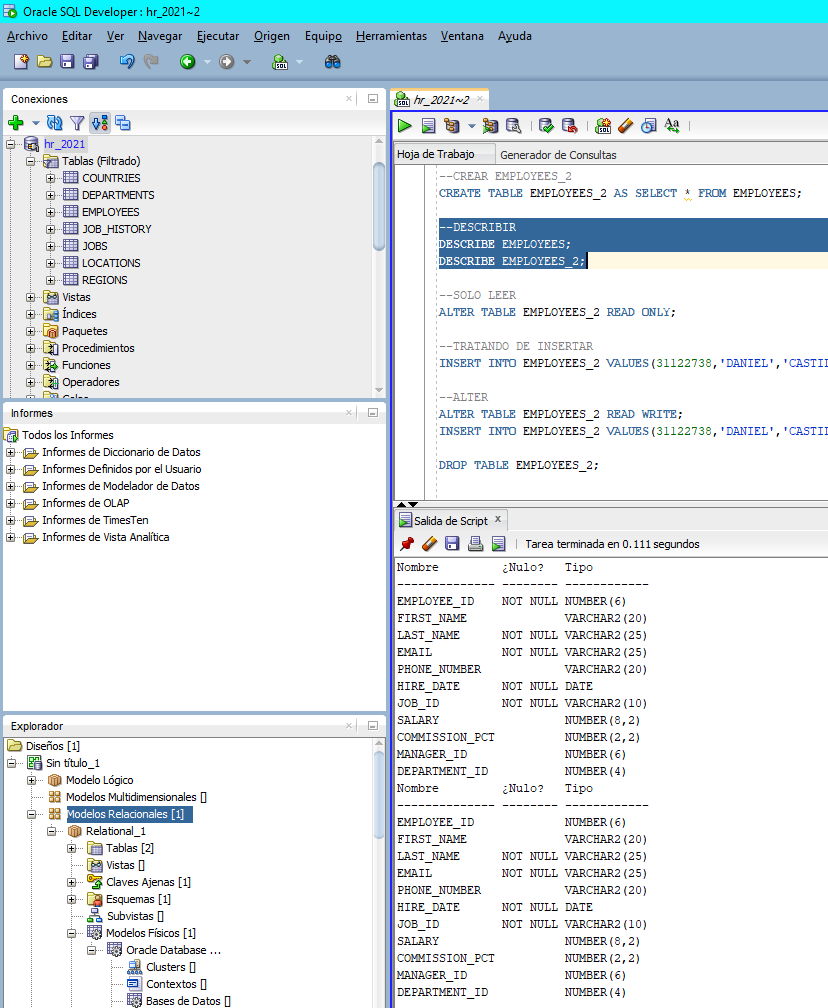 Oracle SQL Developer : hr_2021~2
Archivo Editar Ver Navegar Ejecutar Origen Equipo Herramientas Ventana Ayuda
Conexiones
hr_2021
Tablas (Filtrado)
COUNTRIES
DEPARTMENTS
EMPLOYEES
JOB_HISTORY
JOBS
LOCATIONS
REGIONS
Vistas
Índices
Paquetes
Procedimientos
Funciones
Operadores
Informes
Todos los Informes
Informes de Diccionario de Datos
Informes Definidos por el Usuario
Informes de Modelador de Datos
Informes de OLAP
Informes de TimesTen
Informes de Vista Analítica
Explorador
Diseños [1]
Sin título_1
Modelo Lógico
Modelos Multidimensionales []
Modelos Relacionales [1]
Relational_1
Tablas [2]
Vistas []
Claves Ajenas [1]
Esquemas [1]
Subvistas []
Modelos Físicos [1]
Oracle Database ...
Clusters []
Contextos []
Bases de Datos []
hr_2021~2
Hoja de Trabajo Generador de Consultas
--CREAR EMPLOYEES_2
CREATE TABLE EMPLOYEES_2 AS SELECT * FROM EMPLOYEES;
--DESCRIBIR
DESCRIBE EMPLOYEES;
DESCRIBE EMPLOYEES_2;
--SOLO LEER
ALTER TABLE EMPLOYEES_2 READ ONLY;
--TRATANDO DE INSERTAR
INSERT INTO EMPLOYEES_2 VALUES(31122738,'DANIEL','CASTIL
--ALTER
ALTER TABLE EMPLOYEES_2 READ WRITE;
INSERT INTO EMPLOYEES_2 VALUES(31122738,'DANIEL','CASTIL
DROP TABLE EMPLOYEES_2;
Salida de Script
Tarea terminada en 0.111 segundos
Nombre ¿Nulo? Tipo
-------------- -------- ------------
EMPLOYEE_ID NOT NULL NUMBER(6)
FIRST_NAME VARCHAR2(20)
LAST_NAME NOT NULL VARCHAR2(25)
EMAIL NOT NULL VARCHAR2(25)
PHONE_NUMBER VARCHAR2(20)
HIRE_DATE NOT NULL DATE
JOB_ID NOT NULL VARCHAR2(10)
SALARY NUMBER(8,2)
COMMISSION_PCT NUMBER(2,2)
MANAGER_ID NUMBER(6)
DEPARTMENT_ID NUMBER(4)
Nombre ¿Nulo? Tipo
-------------- -------- ------------
EMPLOYEE_ID NUMBER(6)
FIRST_NAME VARCHAR2(20)
LAST_NAME NOT NULL VARCHAR2(25)
EMAIL NOT NULL VARCHAR2(25)
PHONE_NUMBER VARCHAR2(20)
HIRE_DATE NOT NULL DATE
JOB_ID NOT NULL VARCHAR2(10)
SALARY NUMBER(8,2)
COMMISSION_PCT NUMBER(2,2)
MANAGER_ID NUMBER(6)
DEPARTMENT_ID NUMBER(4)